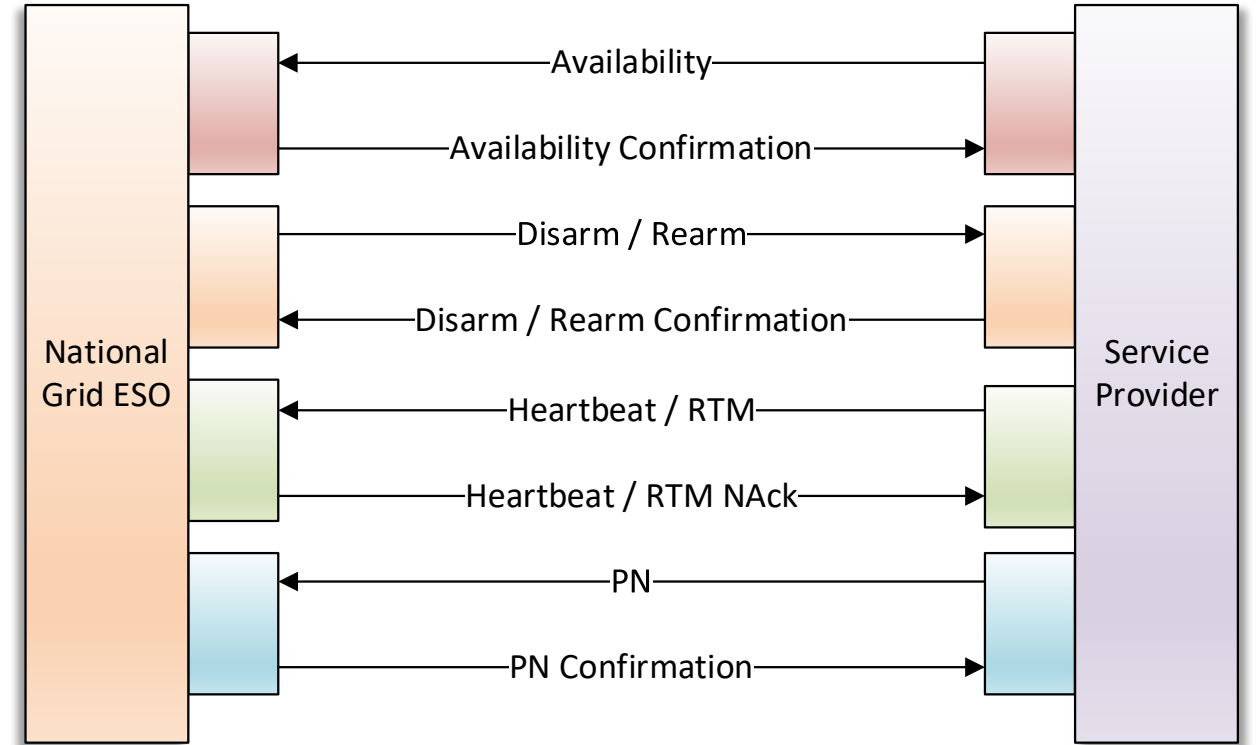 Availability
Availability Confirmation
Disarm / Rearm
Disarm / Rearm Confirmation
National
Grid ESO
Service
Provider
Heartbeat / RTM
Heartbeat / RTM NAck
PN
PN Confirmation